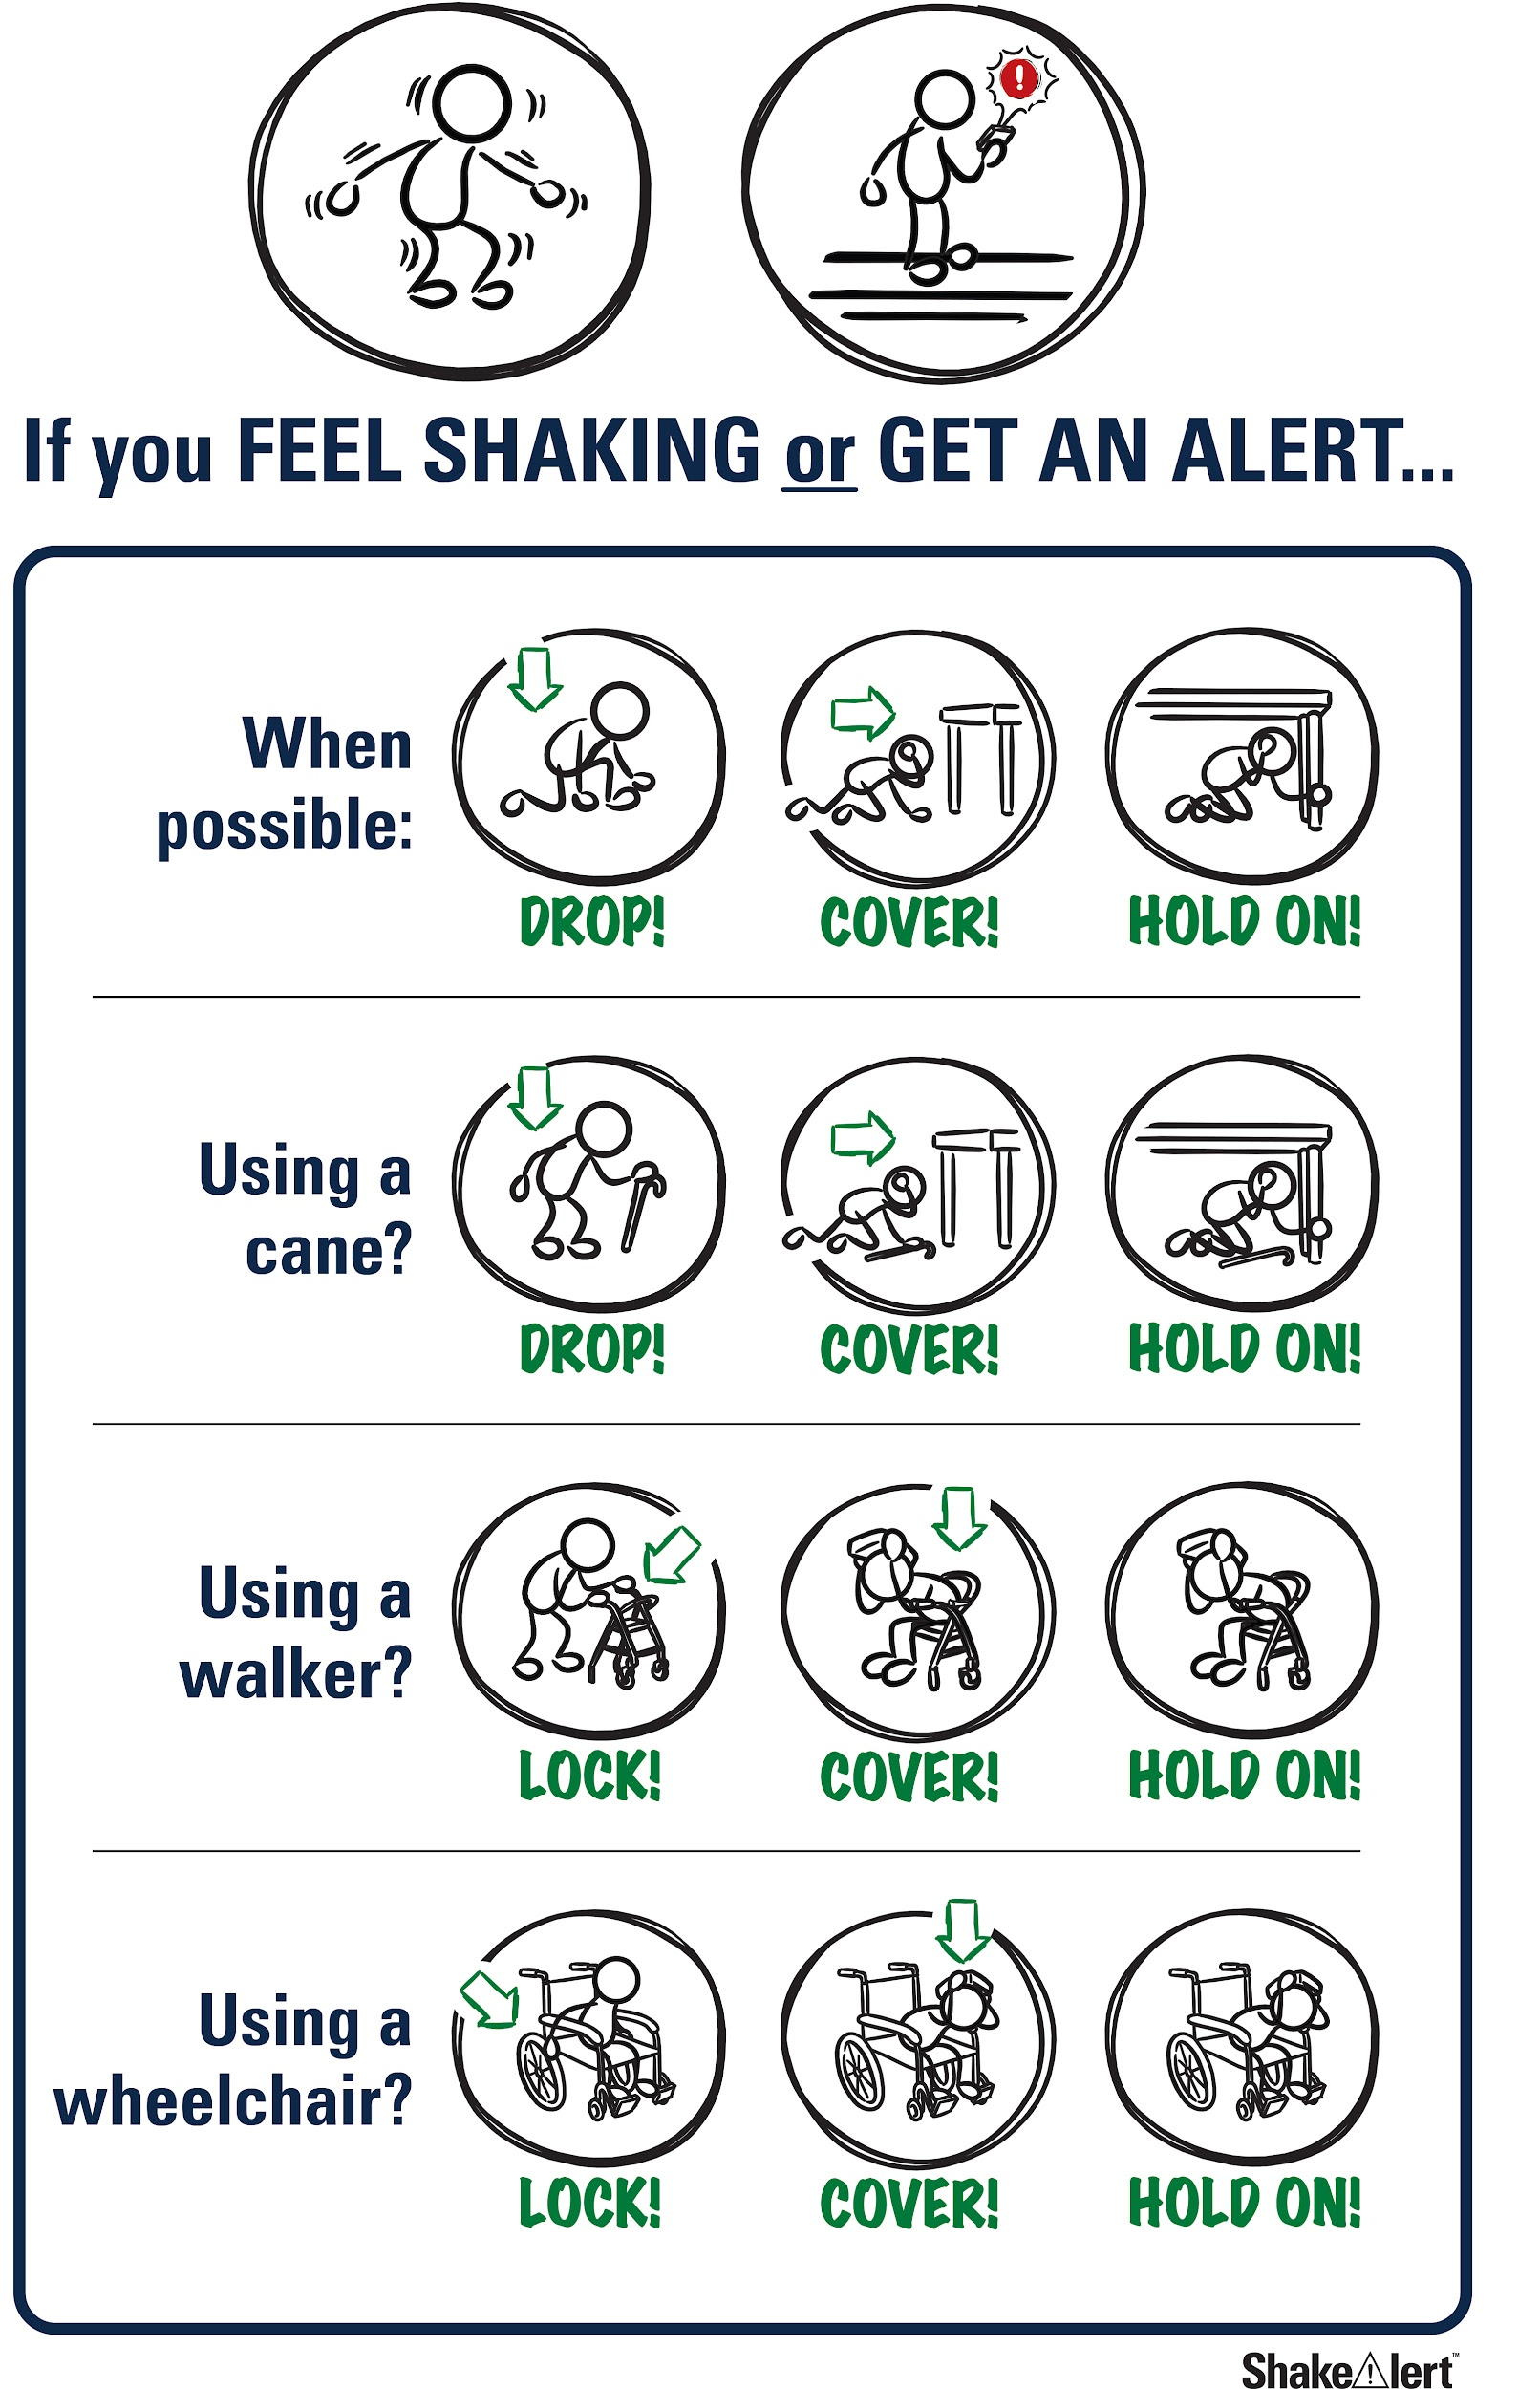 If you FEEL SHAKING or GET AN ALERT...
When
possible:
DROP!
COVER!
HOLD ON!
Using a
cane?
DROP!
COVER!
HOLD ON!
Using a
walker?
LOCK!
COVER!
HOLD ON!
Using a
wheelchair?
LOCK!
COVER!
HOLD ON!
ShakeAlert™